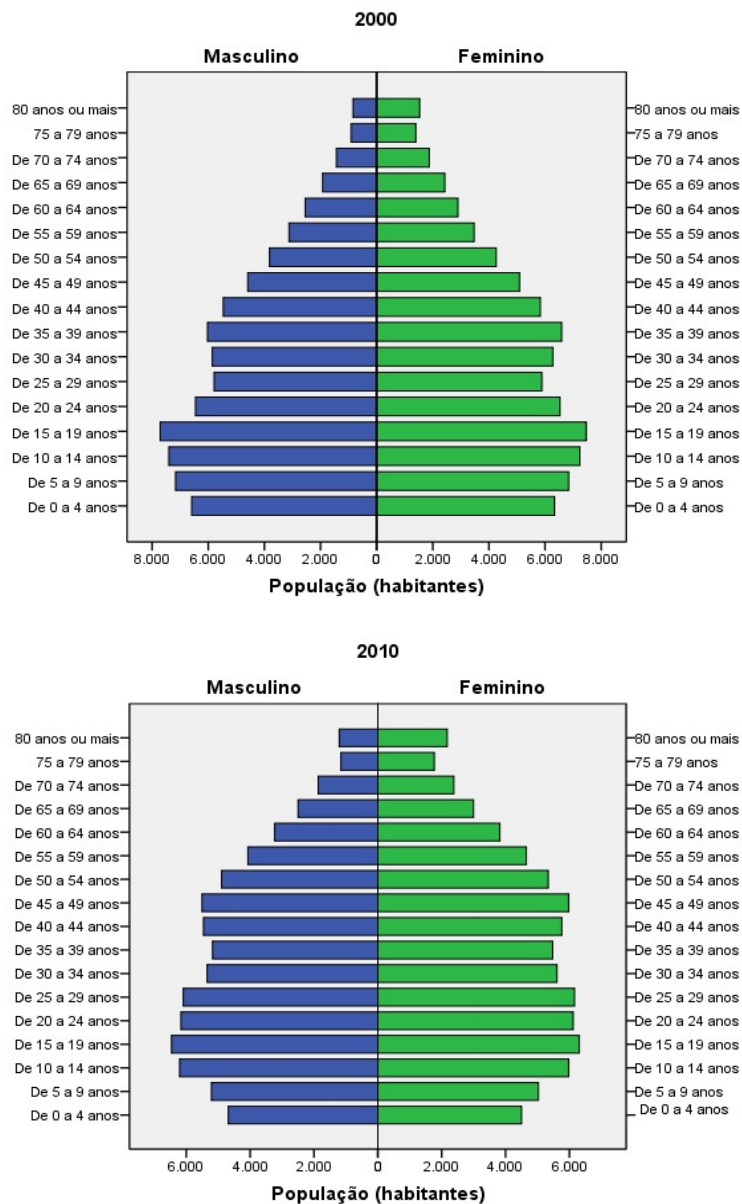 2000
Masculino Feminino
80 anos ou mais 80 anos ou mais
75 a 79 anos 75 a 79 anos
De 70 a 74 anos De 70 a 74 anos
De 65 a 69 anos De 65 a 69 anos
De 60 a 64 anos De 60 a 64 anos
De 55 a 59 anos De 55 a 59 anos
De 50 a 54 anos De 50 a 54 anos
De 45 a 49 anos De 45 a 49 anos
De 40 a 44 anos De 40 a 44 anos
De 35 a 39 anos De 35 a 39 anos
De 30 a 34 anos De 30 a 34 anos
De 25 a 29 anos De 25 a 29 anos
De 20 a 24 anos De 20 a 24 anos
De 15 a 19 anos De 15 a 19 anos
De 10 a 14 anos De 10 a 14 anos
De 5 a 9 anos De 5 a 9 anos
De 0 a 4 anos De 0 a 4 anos
8.000 6.000 4.000 2.000 0 2.000 4.000 6.000 8.000
População (habitantes)
2010
Masculino Feminino
80 anos ou mais 80 anos ou mais
75 a 79 anos 75 a 79 anos
De 70 a 74 anos De 70 a 74 anos
De 65 a 69 anos De 65 a 69 anos
De 60 a 64 anos De 60 a 64 anos
De 55 a 59 anos De 55 a 59 anos
De 50 a 54 anos De 50 a 54 anos
De 45 a 49 anos De 45 a 49 anos
De 40 a 44 anos De 40 a 44 anos
De 35 a 39 anos De 35 a 39 anos
De 30 a 34 anos De 30 a 34 anos
De 25 a 29 anos De 25 a 29 anos
De 20 a 24 anos De 20 a 24 anos
De 15 a 19 anos De 15 a 19 anos
De 10 a 14 anos De 10 a 14 anos
De 5 a 9 anos De 5 a 9 anos
De 0 a 4 anos De 0 a 4 anos
6.000 4.000 2.000 0 2.000 4.000 6.000
População (habitantes)